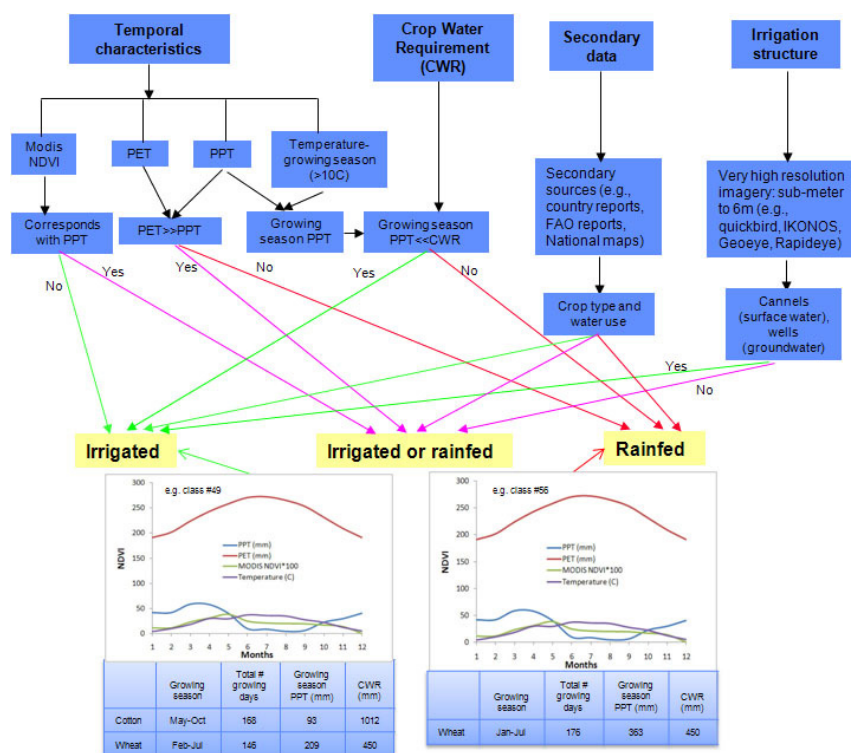 Temporal
characteristics
Crop Water
Requirement
(CWR)
Secondary
data
Irrigation
structure
Modis
NDVI
PET
PPT
Temperature-
growing season
(>10C)
Secondary
sources (e.g.,
country reports,
FAO reports,
National maps)
Very high resolution
imagery: sub-meter
to 6m (e.g.,
quickbird, IKONOS,
Geoeye, Rapideye)
Corresponds
with PPT
PET>>PPT
Growing
season PPT
Growing season
PPT<<CWR
No
Yes
Yes
No
Yes
No
Crop type and
water use
Cannels
(surface water),
wells
(groundwater)
Yes
No
Irrigated
Irrigated or rainfed
Rainfed
e.g. class #49
NDVI
300
250
200
150
100
50
0
PPT (mm)
PET (mm)
MODIS NDVI*100
Temperature (C)
1 2 3 4 5 6 7 8 9 10 11 12
Months
Growing season
Total # growing days
Growing season PPT (mm)
CWR (mm)
Cotton May-Oct 168 93 1012
Wheat Feb-Jul 146 209 450
e.g. class #56
NDVI
300
250
200
150
100
50
0
PPT (mm)
PET (mm)
MODIS NDVI*100
Temperature (C)
1 2 3 4 5 6 7 8 9 10 11 12
Months
Growing season
Total # growing days
Growing season PPT (mm)
CWR (mm)
Wheat Jan-Jul 176 363 450